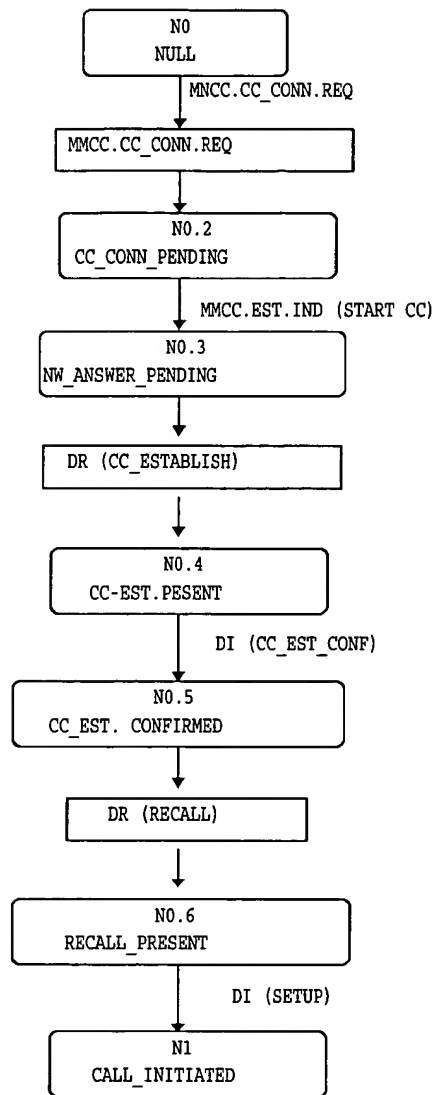 N0
NULL
MNCC.CC_CONN.REQ
MMCC.CC_CONN.REQ
N0.2
CC_CONN_PENDING
MMCC.EST.IND (START CC)
N0.3
NW_ANSWER_PENDING
DR (CC_ESTABLISH)
N0.4
CC-EST.PESENT
DI (CC_EST_CONF)
N0.5
CC_EST. CONFIRMED
DR (RECALL)
N0.6
RECALL_PRESENT
DI (SETUP)
N1
CALL_INITIATED